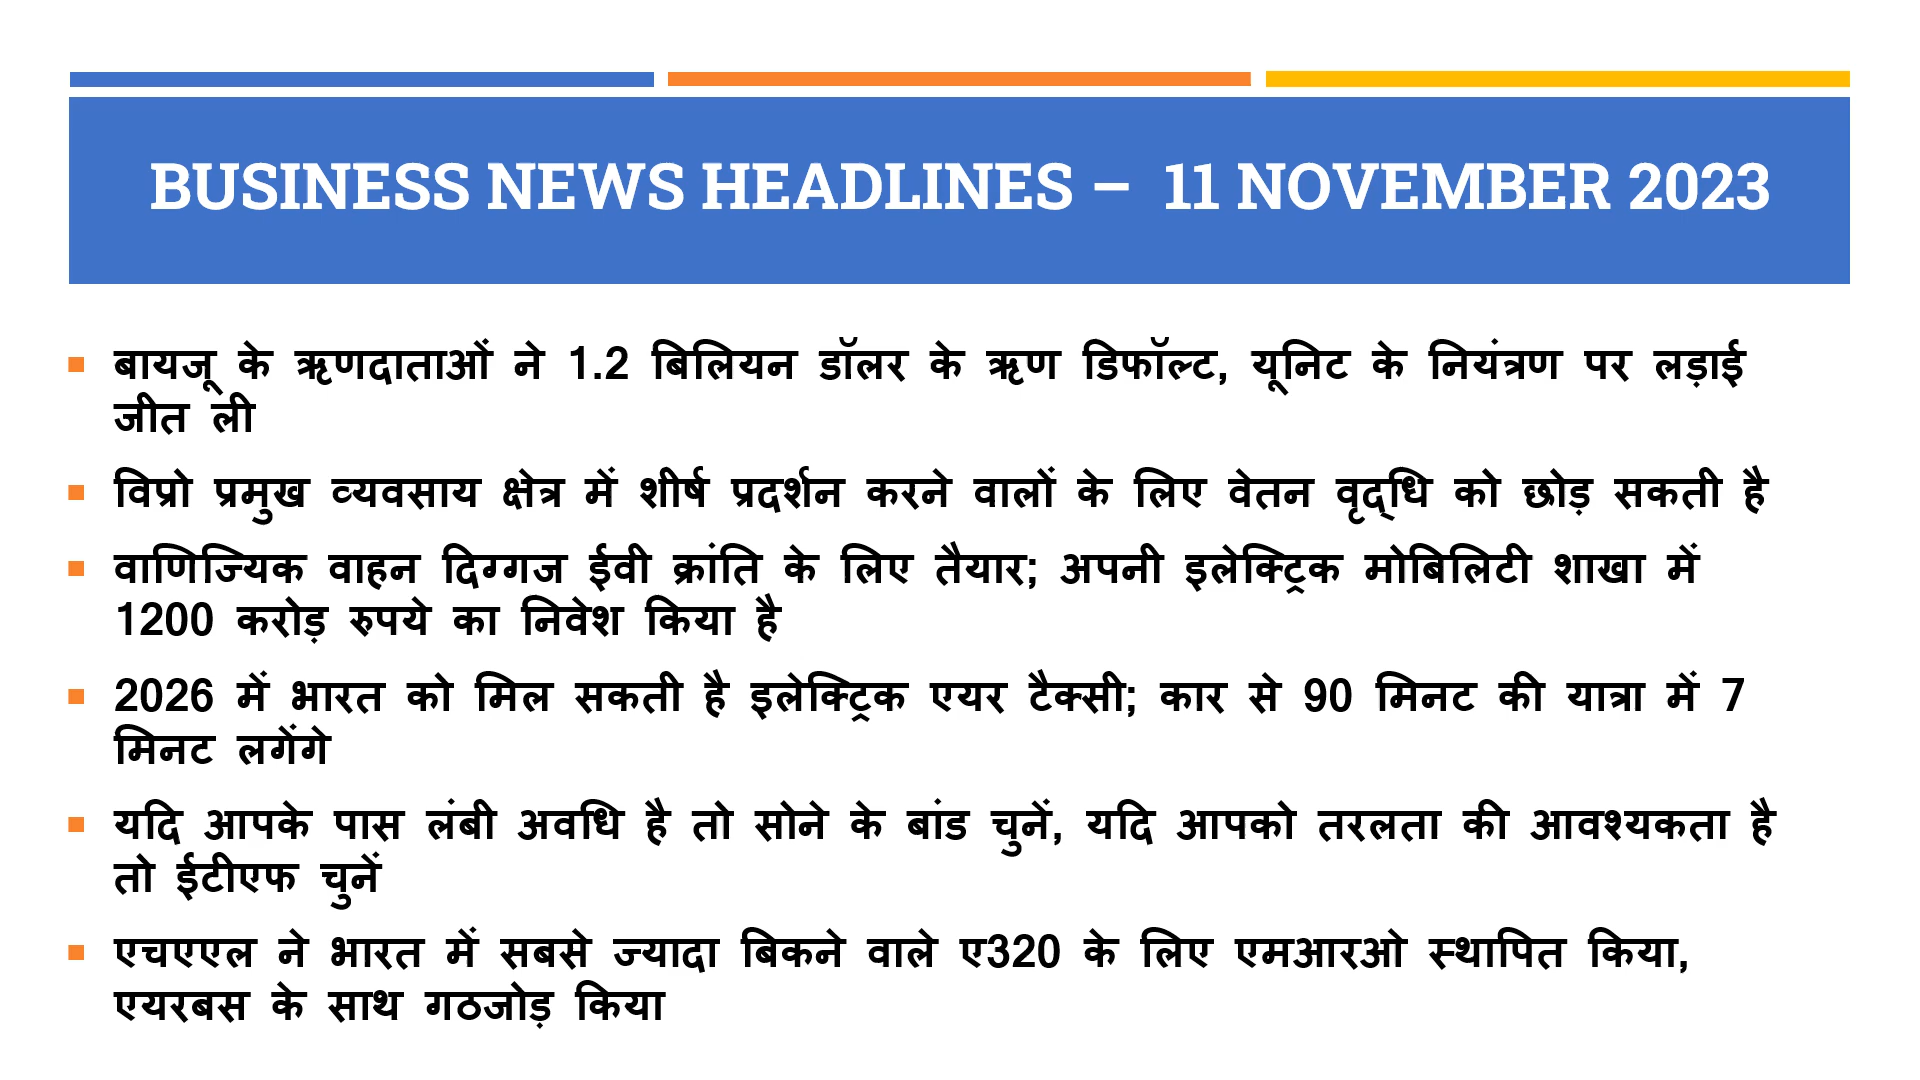 BUSINESS NEWS HEADLINES – 11 NOVEMBER 2023
बायजू के ऋणदाताओं ने 1.2 बिलियन डॉलर के ऋण डिफॉल्ट, यूनिट के नियंत्रण पर लड़ाई
जीत ली
विप्रो प्रमुख व्यवसाय क्षेत्र में शीर्ष प्रदर्शन करने वालों के लिए वेतन वृद्धि को छोड़ सकती है
वाणिज्यिक वाहन दिग्गज ईवी क्रांति के लिए तैयार; अपनी इलेक्ट्रिक मोबिलिटी शाखा में
1200 करोड़ रुपये का निवेश किया है
2026 में भारत को मिल सकती है इलेक्ट्रिक एयर टैक्सी; कार से 90 मिनट की यात्रा में 7
मिनट लगेंगे
यदि आपके पास लंबी अवधि है तो सोने के बांड चुनें, यदि आपको तरलता की आवश्यकता है
तो ईटीएफ चुनें
एचएएल ने भारत में सबसे ज्यादा बिकने वाले ए320 के लिए एमआरओ स्थापित किया,
एयरबस के साथ गठजोड़ किया